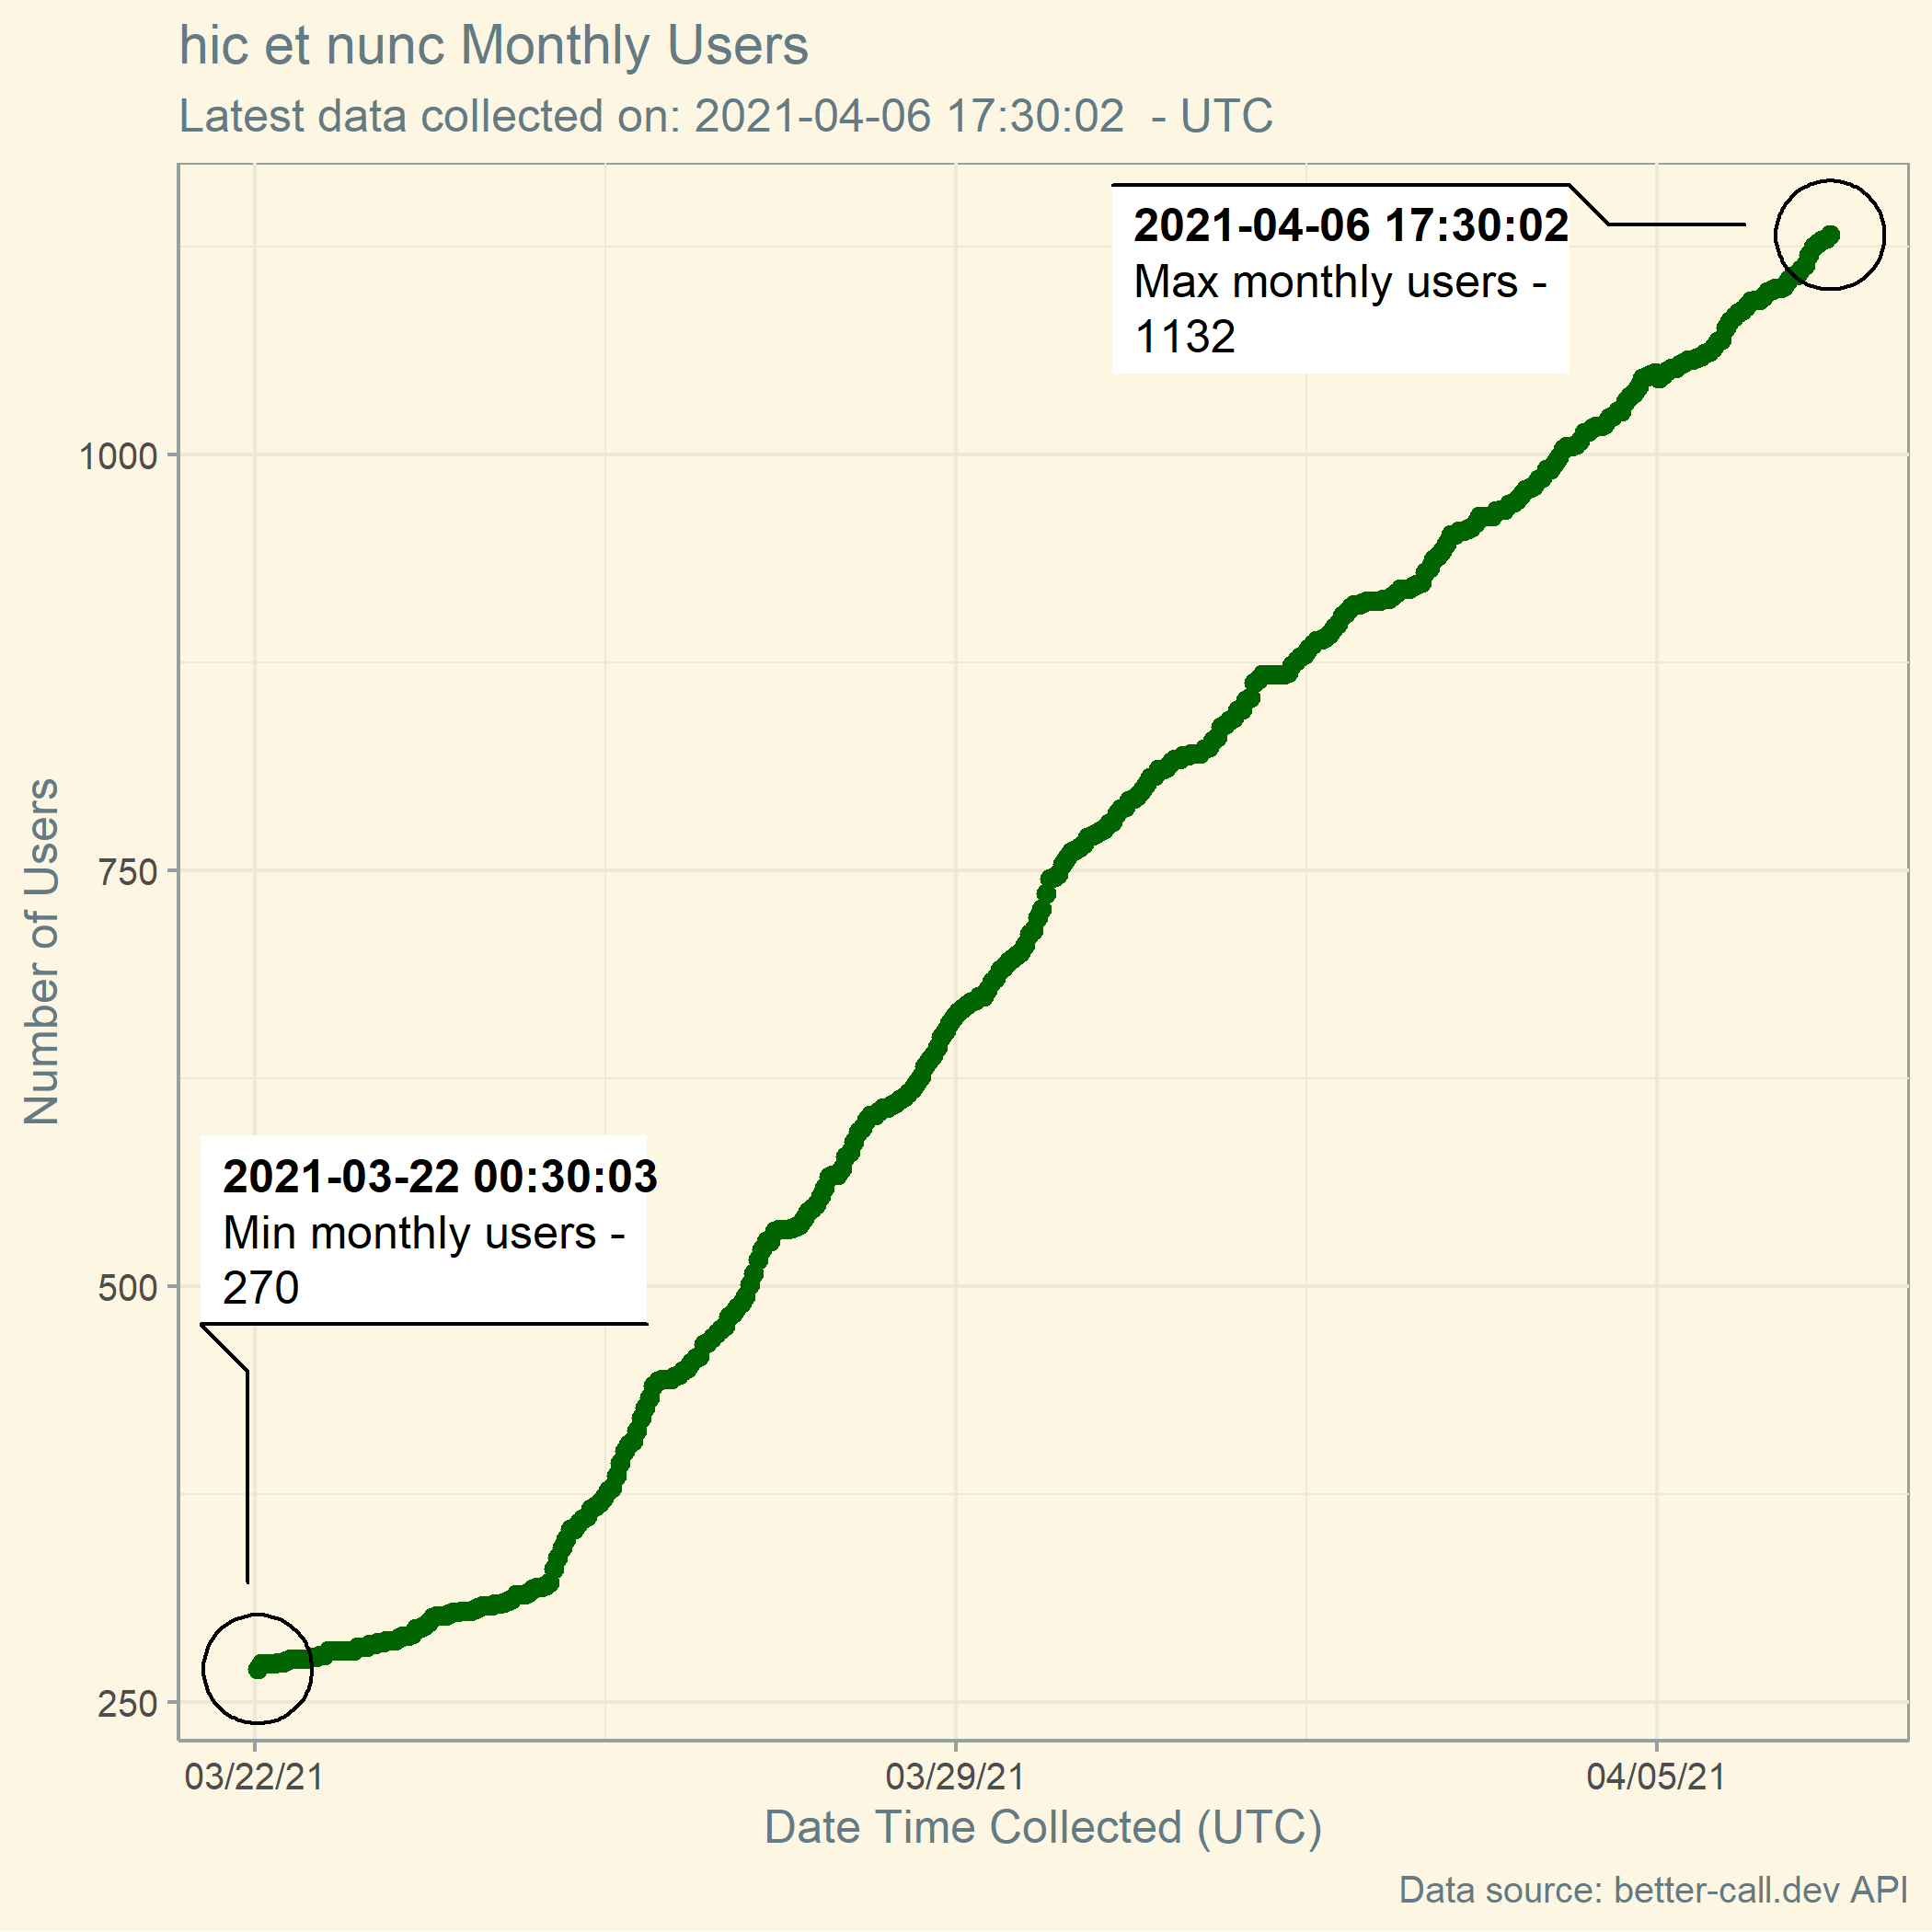 hic et nunc Monthly Users
Latest data collected on: 2021-04-06 17:30:02  - UTC
2021-04-06 17:30:02
Max monthly users -
1132
1000
750
500
250
Number of Users
2021-03-22 00:30:03
Min monthly users -
270
03/22/21
03/29/21
04/05/21
Date Time Collected (UTC)
Data source: better-call.dev API